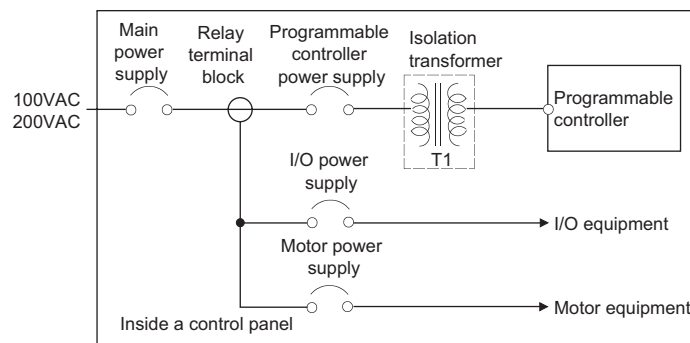 Main
power
supply
Relay
terminal
block
Programmable
controller
power supply
Isolation
transformer
100VAC
200VAC
Programmable
controller
T1
I/O power
supply
I/O equipment
Motor power
supply
Motor equipment
Inside a control panel